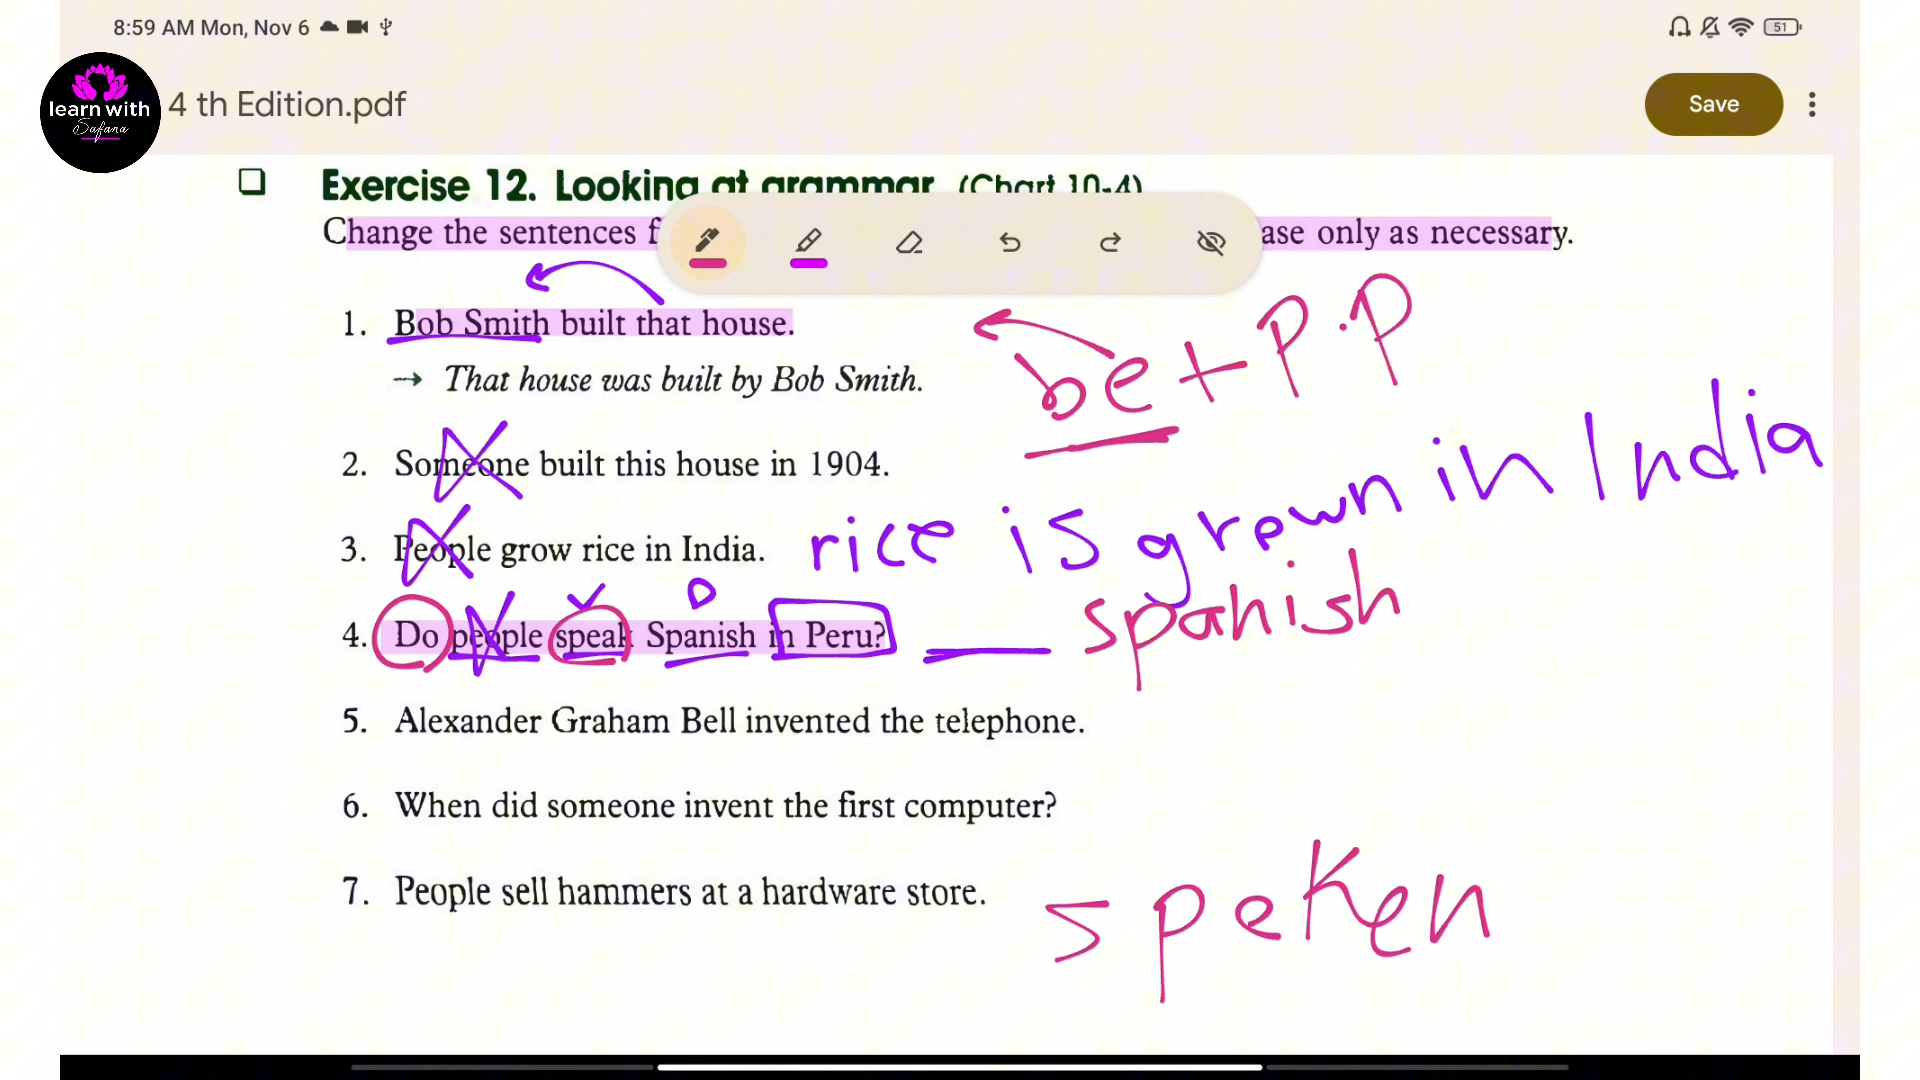 8:59 AM Mon, Nov 6
51
learn with
Safana
4 th Edition.pdf
Save
Exercise 12. Looking at grammar (Chart 10-4)
Change the sentences f ase only as necessary.
1. Bob Smith built that house.
→ That house was built by Bob Smith.
be + P.P
2. Someone built this house in 1904.
3. People grow rice in India. rice is grown in India
4. Do people speak Spanish in Peru? ____ spanish
5. Alexander Graham Bell invented the telephone.
6. When did someone invent the first computer?
7. People sell hammers at a hardware store. speken